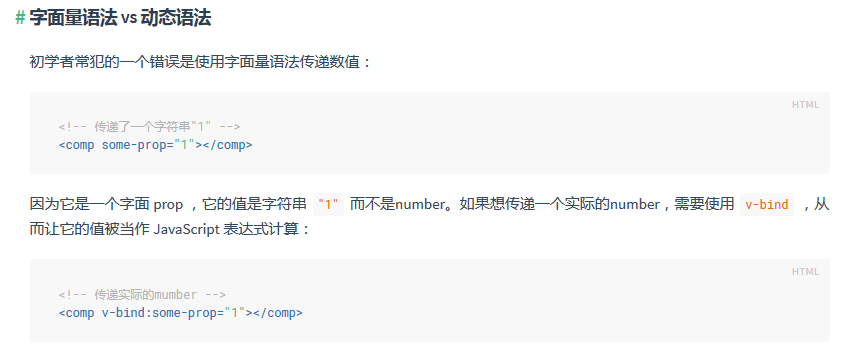 # 字面量语法 vs 动态语法
初学者常犯的一个错误是使用字面量语法传递数值：
HTML
<!-- 传递了一个字符串"1" -->
<comp some-prop="1"></comp>
因为它是一个字面 prop ，它的值是字符串 "1" 而不是number。如果想传递一个实际的number，需要使用 v-bind ，从
而让它的值被当作 JavaScript 表达式计算：
HTML
<!-- 传递实际的mumber -->
<comp v-bind:some-prop="1"></comp>